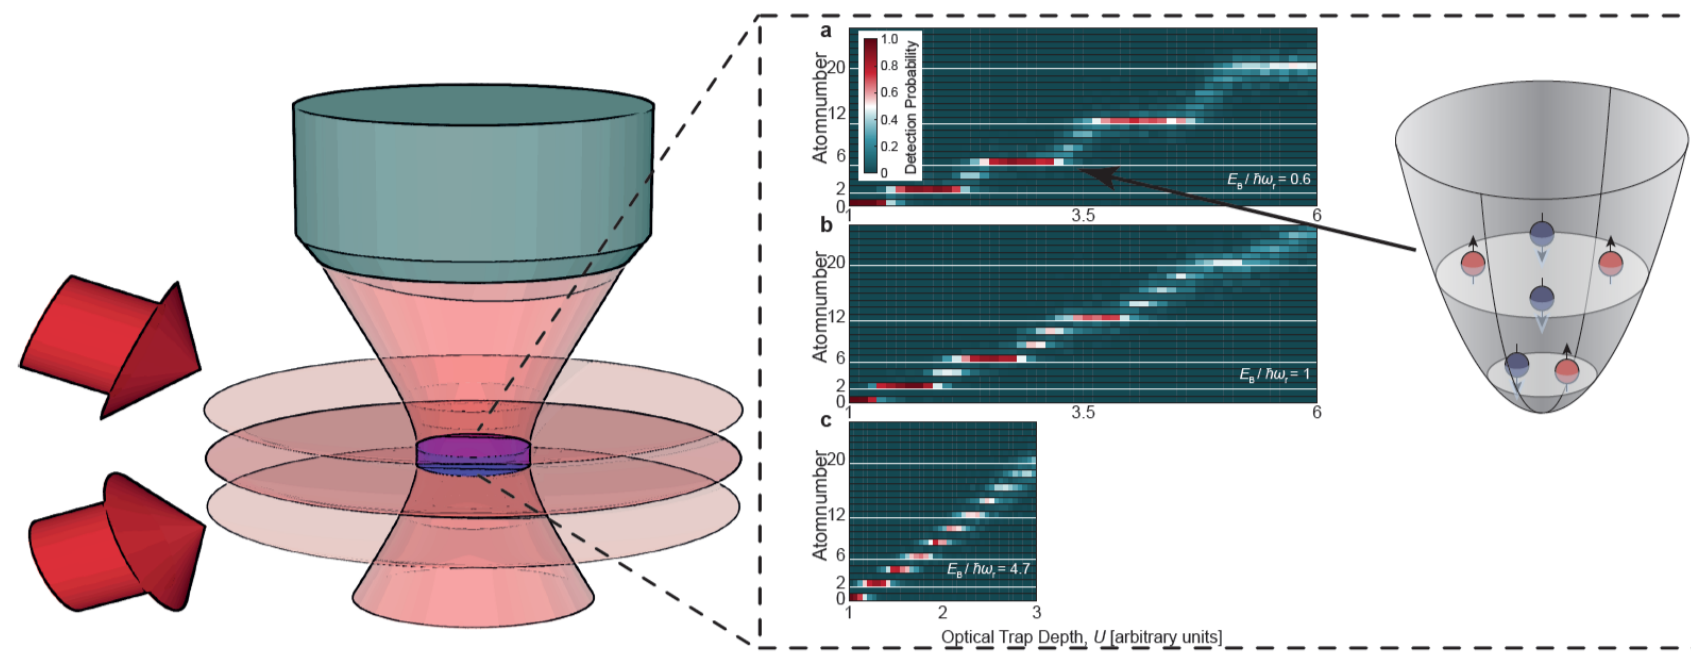 a
1.0
0.8
0.6
0.4
0.2
0
Detection Probability
Atomnumber
20
12
6
2
0
E_B / ħω_r = 0.6
1
3.5
6
b
Atomnumber
20
12
6
2
0
E_B / ħω_r = 1
1
3.5
6
c
Atomnumber
20
12
6
2
0
E_B / ħω_r = 4.7
1
2
3
Optical Trap Depth, U [arbitrary units]